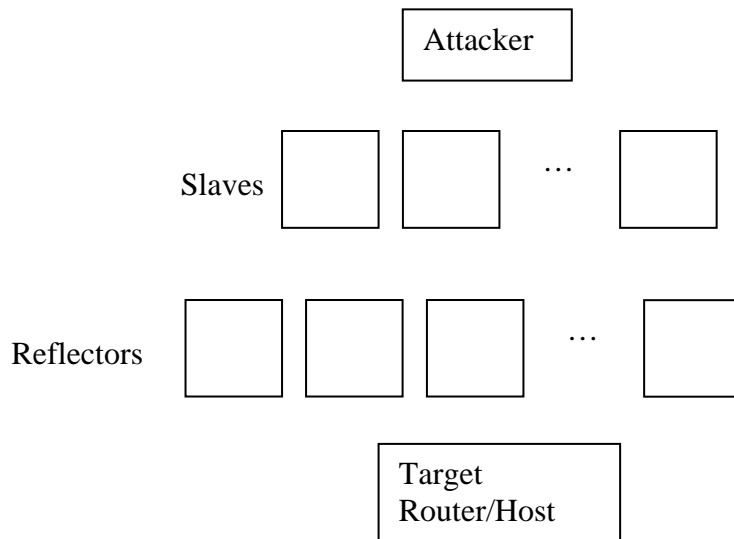 Attacker
Slaves
…
Reflectors
…
Target
Router/Host